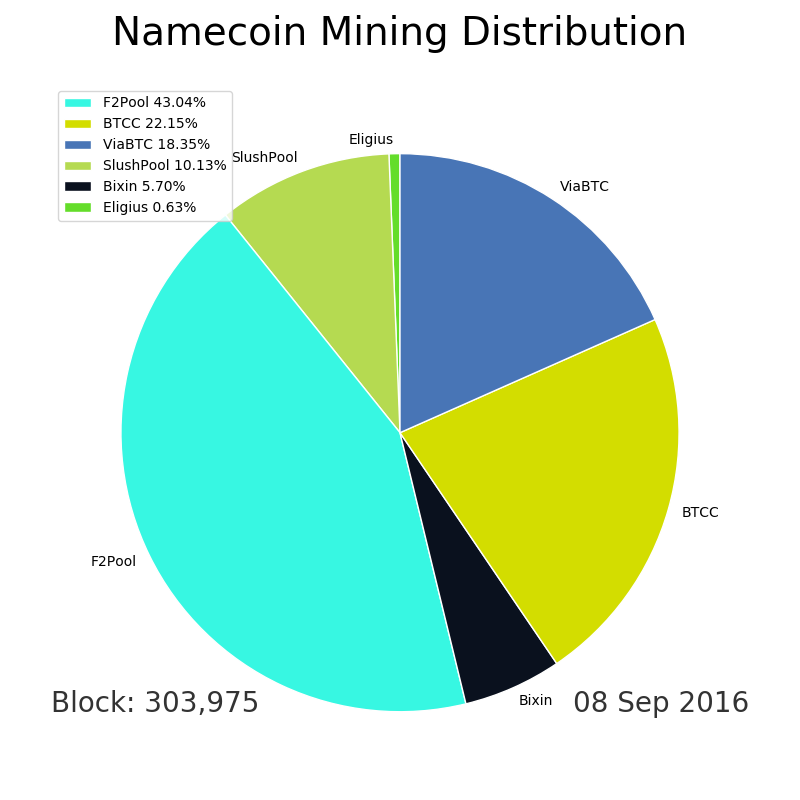 Namecoin Mining Distribution
F2Pool 43.04%
BTCC 22.15%
ViaBTC 18.35%
SlushPool 10.13%
Bixin 5.70%
Eligius 0.63%
Eligius
SlushPool
ViaBTC
BTCC
F2Pool
Bixin
Block: 303,975
08 Sep 2016